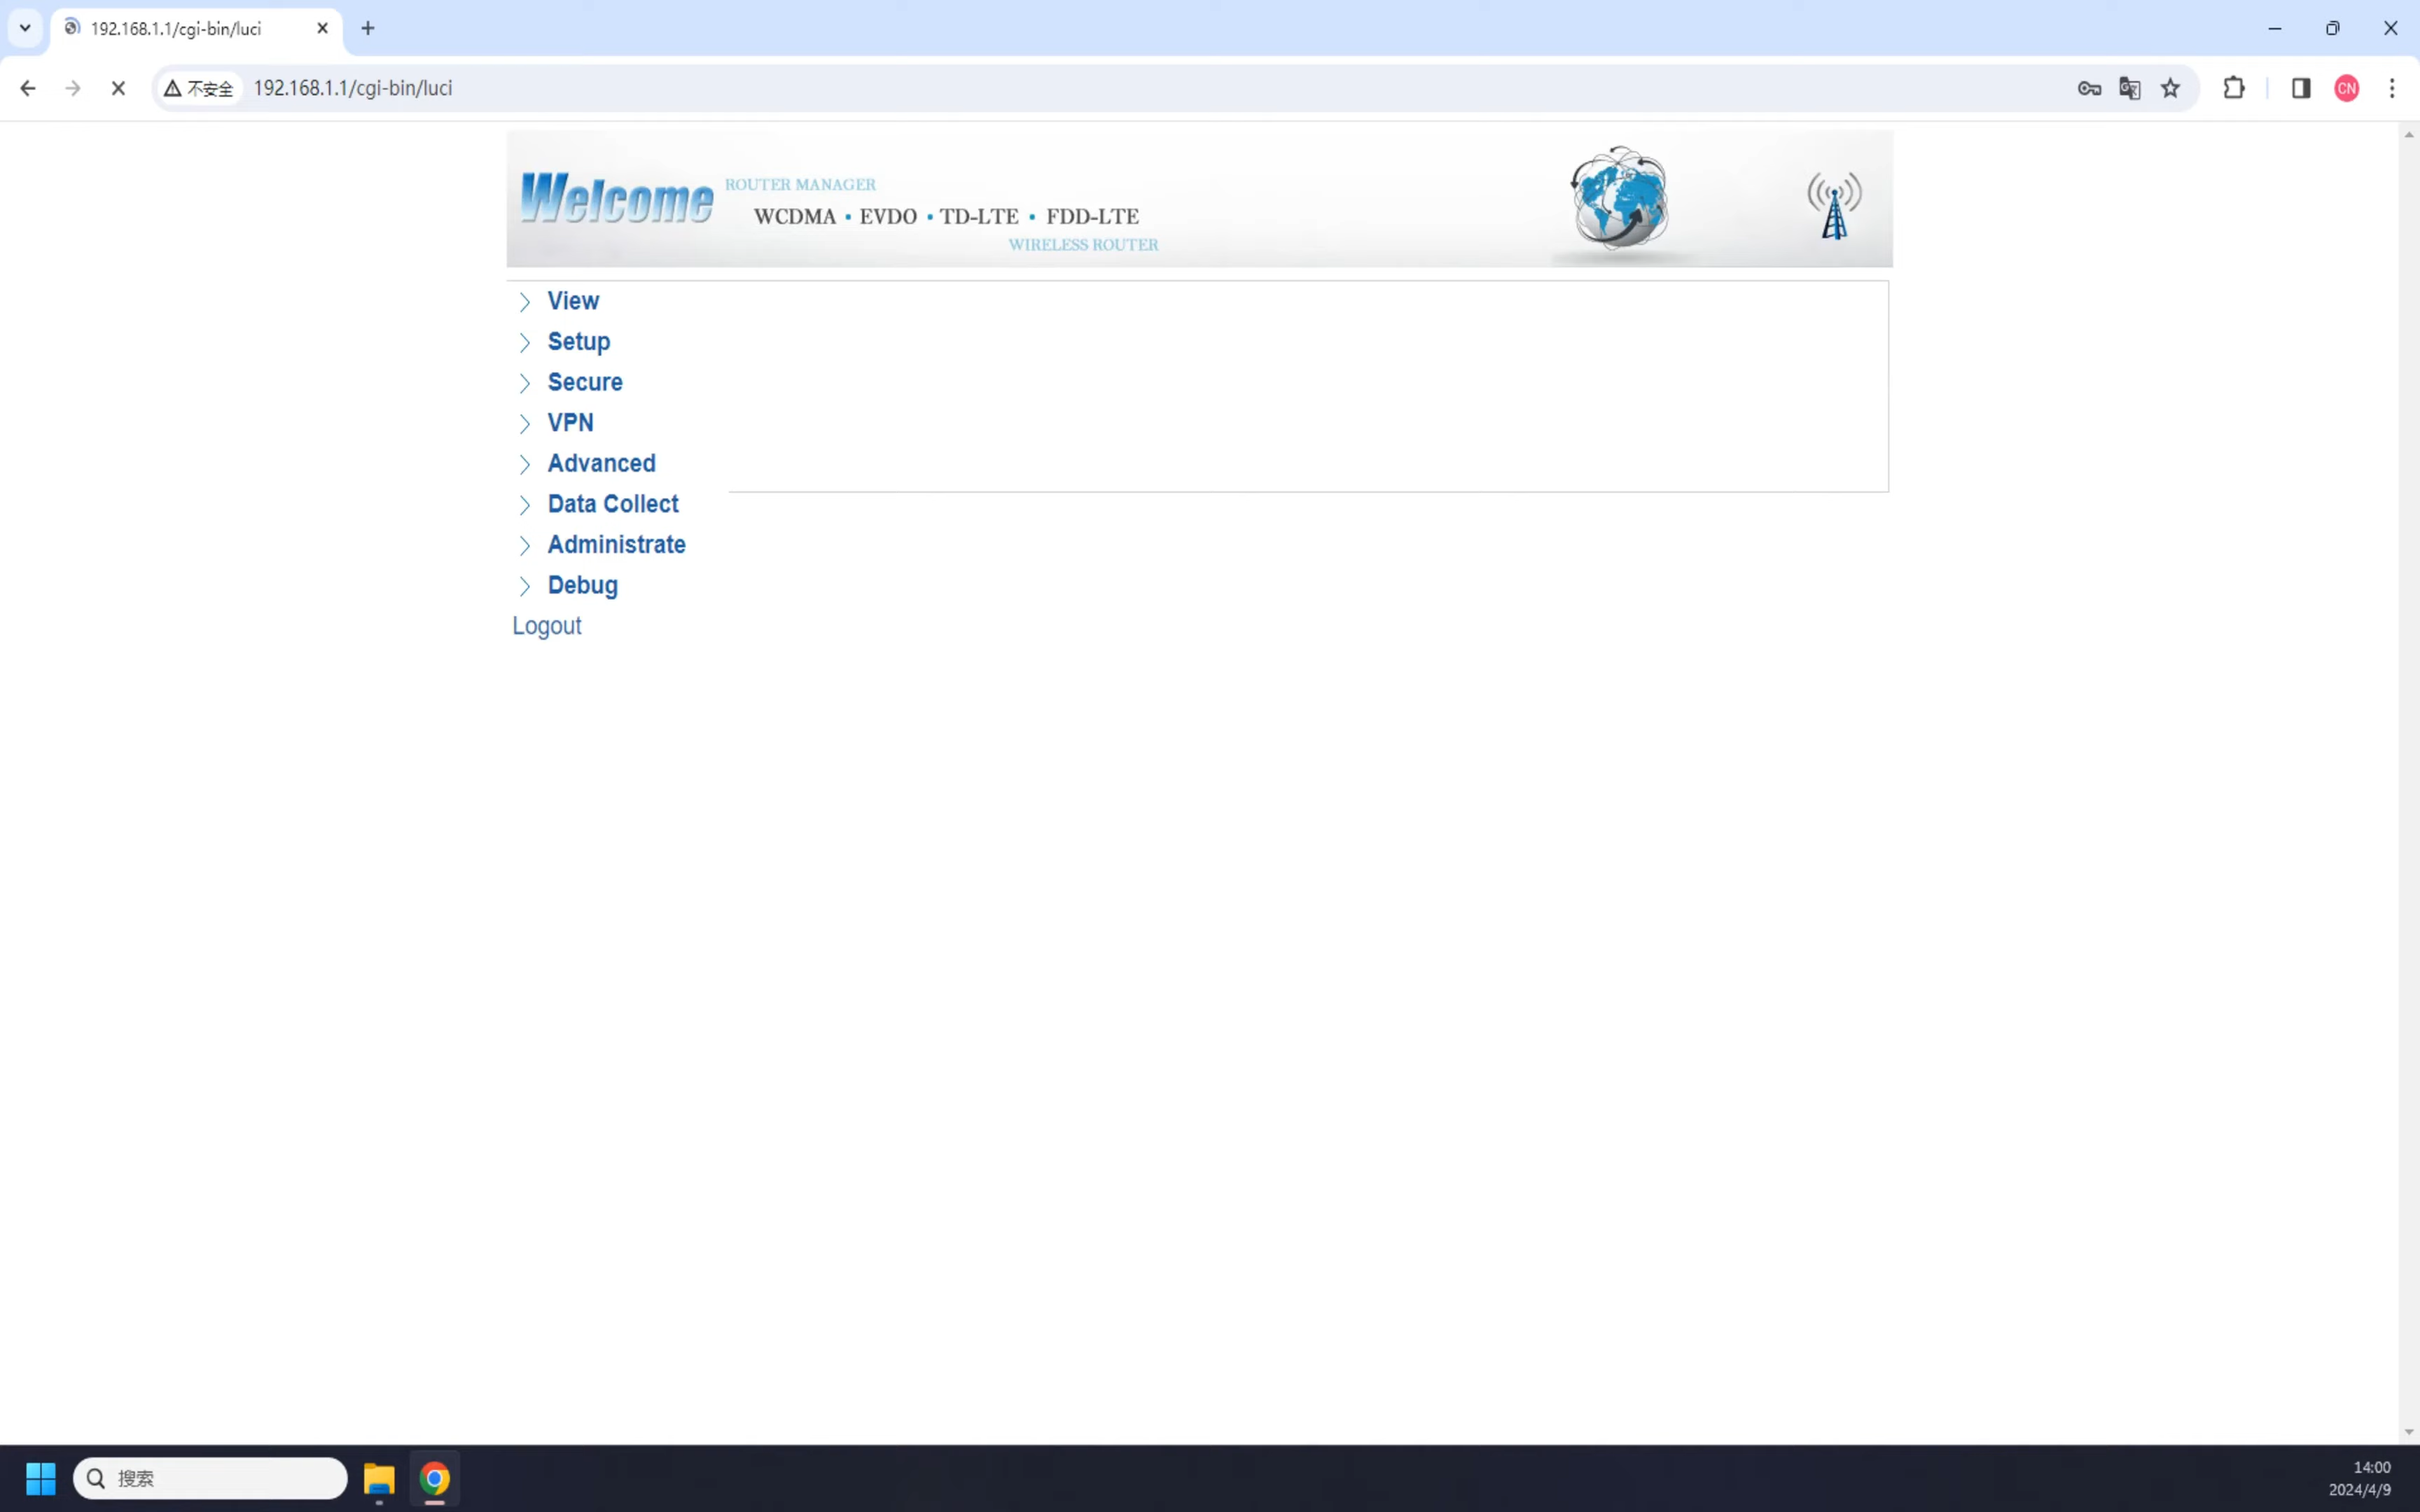 192.168.1.1/cgi-bin/luci
不安全 192.168.1.1/cgi-bin/luci
CN
Welcome
ROUTER MANAGER
WCDMA • EVDO • TD-LTE • FDD-LTE
WIRELESS ROUTER
View
Setup
Secure
VPN
Advanced
Data Collect
Administrate
Debug
Logout
搜索
14:00
2024/4/9